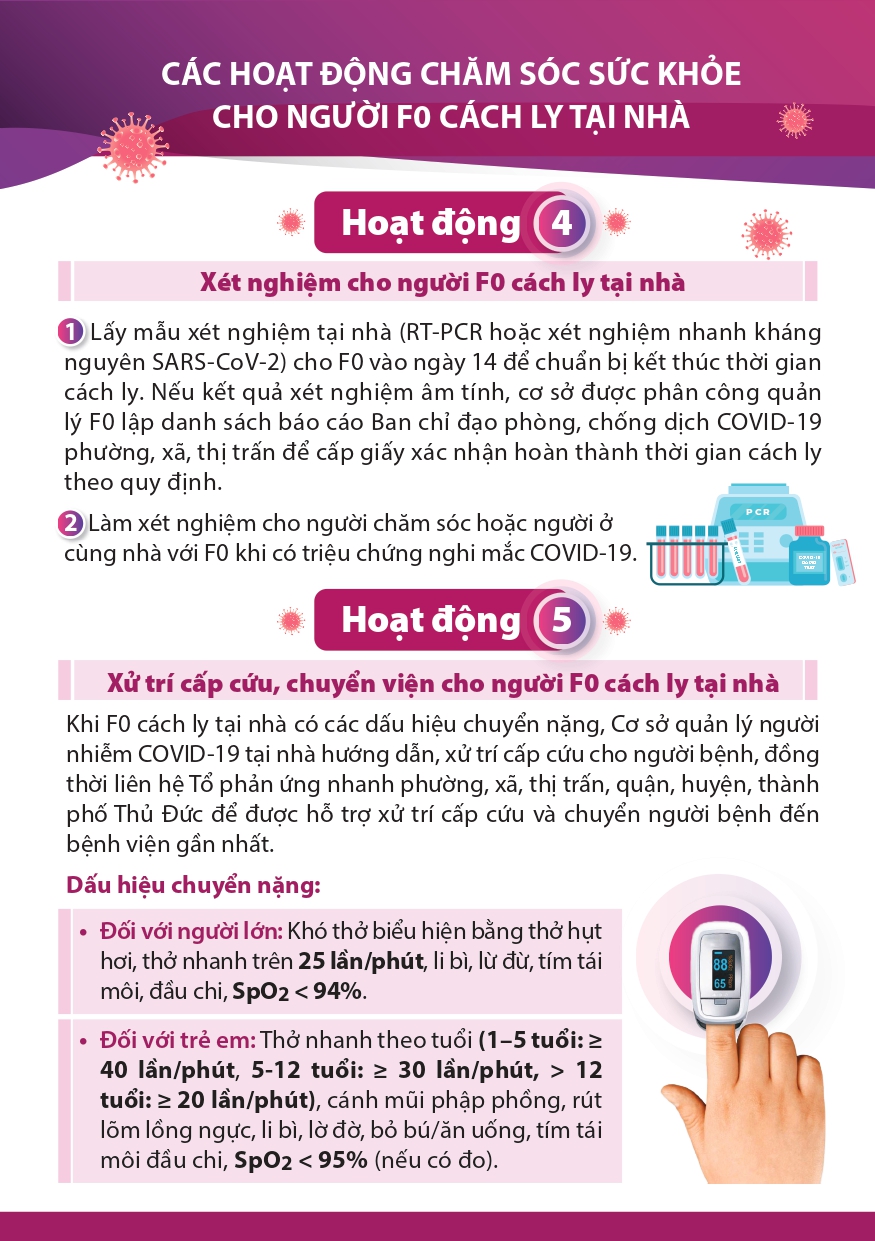 CÁC HOẠT ĐỘNG CHĂM SÓC SỨC KHỎE
CHO NGƯỜI F0 CÁCH LY TẠI NHÀ
Hoạt động 4
Xét nghiệm cho người F0 cách ly tại nhà
1 Lấy mẫu xét nghiệm tại nhà (RT-PCR hoặc xét nghiệm nhanh kháng
nguyên SARS-CoV-2) cho F0 vào ngày 14 để chuẩn bị kết thúc thời gian
cách ly. Nếu kết quả xét nghiệm âm tính, cơ sở được phân công quản
lý F0 lập danh sách báo cáo Ban chỉ đạo phòng, chống dịch COVID-19
phường, xã, thị trấn để cấp giấy xác nhận hoàn thành thời gian cách ly
theo quy định.
2 Làm xét nghiệm cho người chăm sóc hoặc người ở
cùng nhà với F0 khi có triệu chứng nghi mắc COVID-19.
PCR
Hoạt động 5
Xử trí cấp cứu, chuyển viện cho người F0 cách ly tại nhà
Khi F0 cách ly tại nhà có các dấu hiệu chuyển nặng, Cơ sở quản lý người
nhiễm COVID-19 tại nhà hướng dẫn, xử trí cấp cứu cho người bệnh, đồng
thời liên hệ Tổ phản ứng nhanh phường, xã, thị trấn, quận, huyện, thành
phố Thủ Đức để được hỗ trợ xử trí cấp cứu và chuyển người bệnh đến
bệnh viện gần nhất.
Dấu hiệu chuyển nặng:
• Đối với người lớn: Khó thở biểu hiện bằng thở hụt
hơi, thở nhanh trên 25 lần/phút, li bì, lừ đừ, tím tái
môi, đầu chi, SpO2 < 94%.
• Đối với trẻ em: Thở nhanh theo tuổi (1–5 tuổi: ≥
40 lần/phút, 5-12 tuổi: ≥ 30 lần/phút, > 12
tuổi: ≥ 20 lần/phút), cánh mũi phập phồng, rút
lõm lồng ngực, li bì, lờ đờ, bỏ bú/ăn uống, tím tái
môi đầu chi, SpO2 < 95% (nếu có đo).
88
65